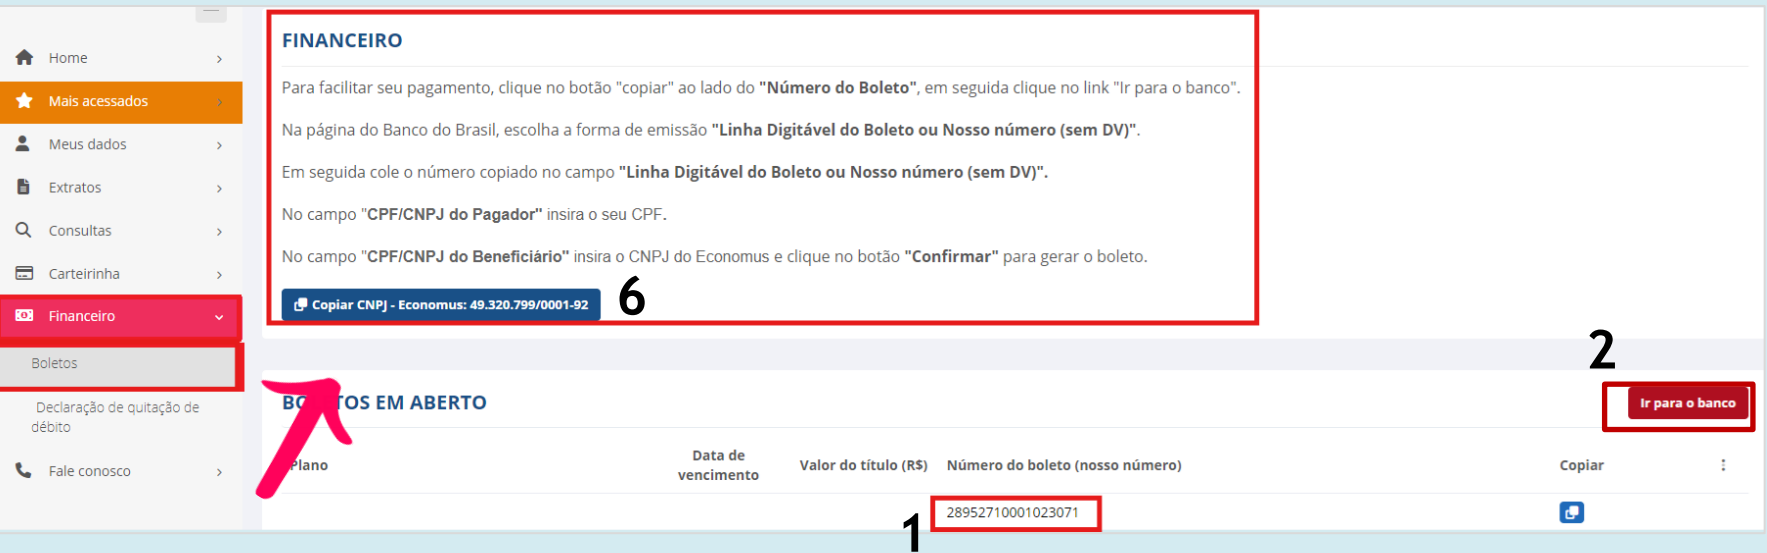 Home
Mais acessados
Meus dados
Extratos
Consultas
Carteirinha
Financeiro
Boletos
Declaração de quitação de
débito
Fale conosco
FINANCEIRO
Para facilitar seu pagamento, clique no botão "copiar" ao lado do "Número do Boleto", em seguida clique no link "Ir para o banco".
Na página do Banco do Brasil, escolha a forma de emissão "Linha Digitável do Boleto ou Nosso número (sem DV)".
Em seguida cole o número copiado no campo "Linha Digitável do Boleto ou Nosso número (sem DV)".
No campo "CPF/CNPJ do Pagador" insira o seu CPF.
No campo "CPF/CNPJ do Beneficiário" insira o CNPJ do Economus e clique no botão "Confirmar" para gerar o boleto.
Copiar CNPJ - Economus: 49.320.799/0001-92
6
2
BO TOS EM ABERTO
Ir para o banco
Plano
Data de
vencimento
Valor do título (R$)
Número do boleto (nosso número)
Copiar
28952710001023071
1